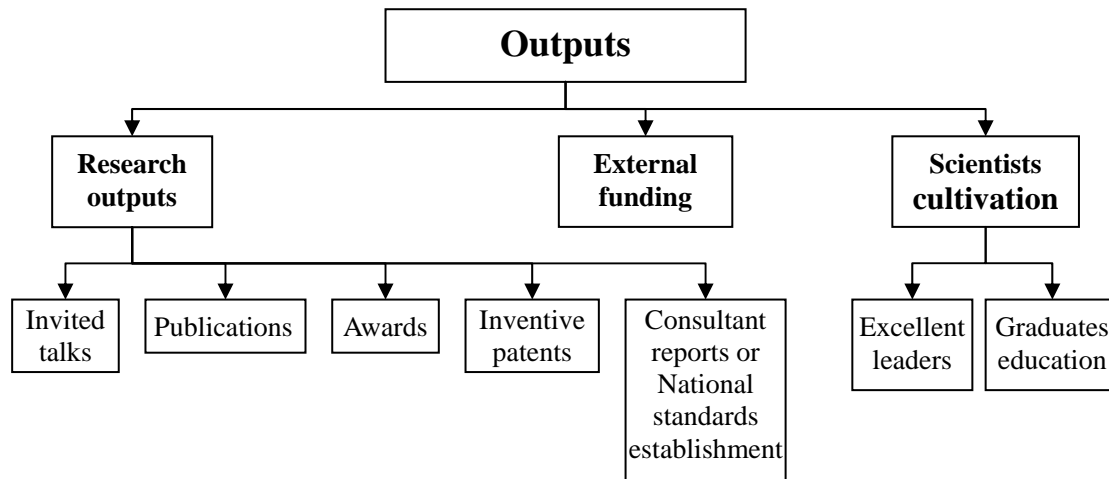 Outputs
Research
outputs
External
funding
Scientists
cultivation
Invited
talks
Publications
Awards
Inventive
patents
Consultant
reports or
National
standards
establishment
Excellent
leaders
Graduates
education